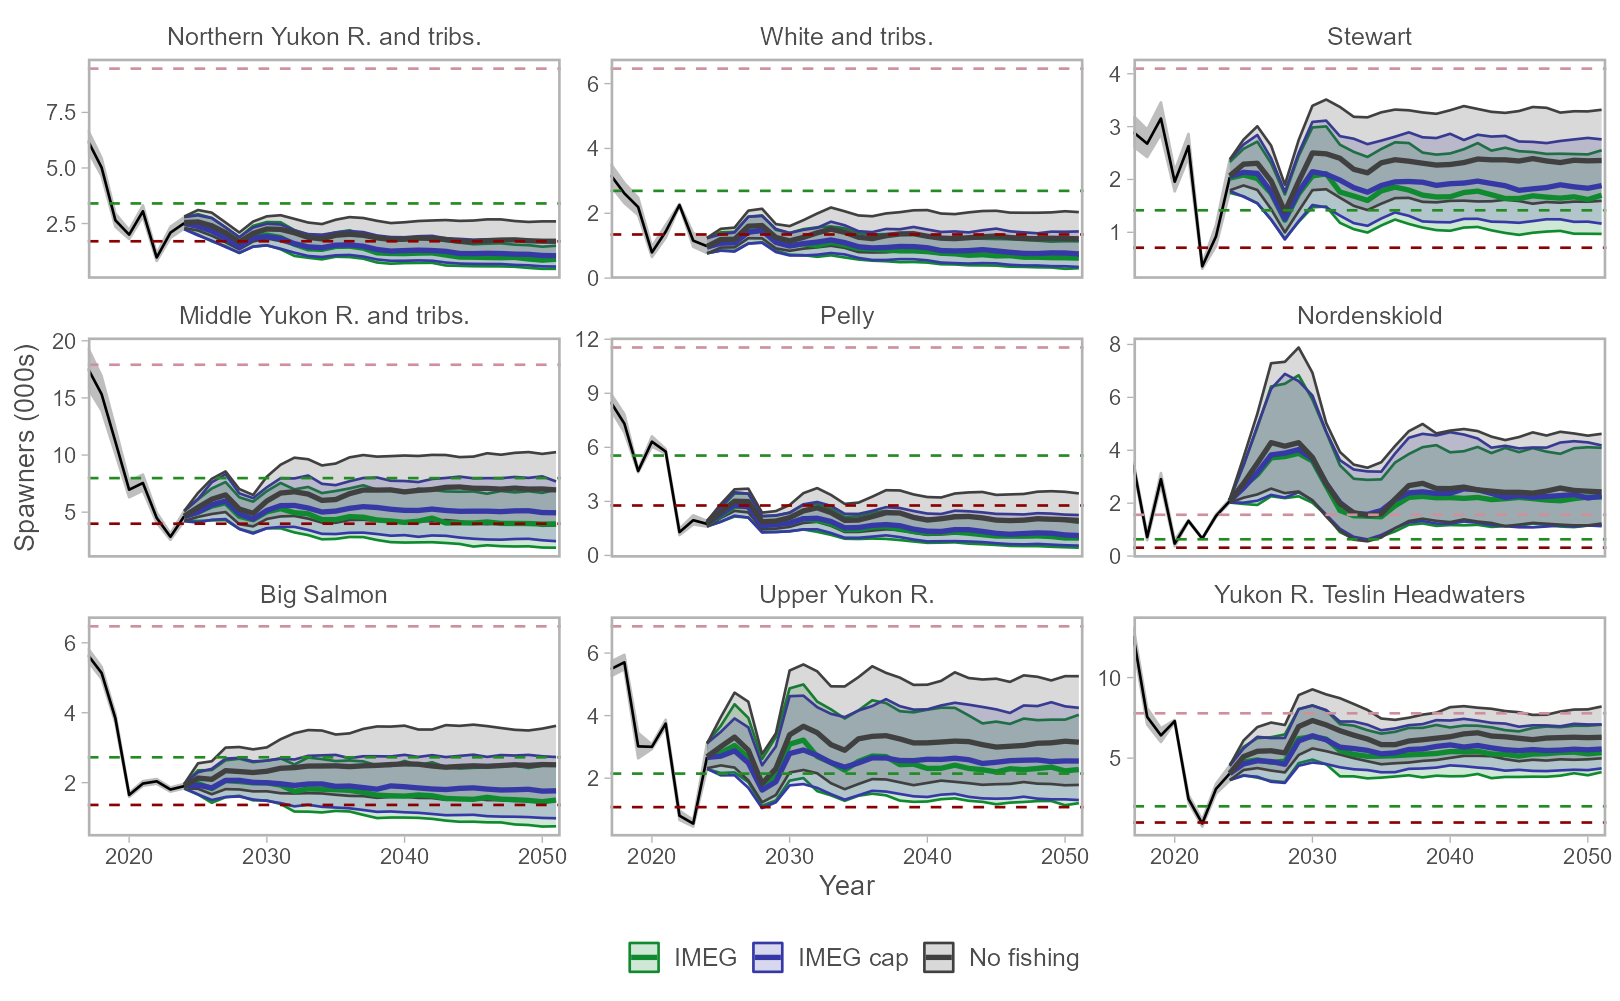 Northern Yukon R. and tribs.
White and tribs.
Stewart
7.5
5.0
2.5
6
4
2
0
4
3
2
1
Middle Yukon R. and tribs.
Pelly
Nordenskiold
20
15
10
5
12
9
6
3
0
8
6
4
2
0
Spawners (000s)
Big Salmon
Upper Yukon R.
Yukon R. Teslin Headwaters
6
4
2
6
4
2
10
5
2020 2030 2040 2050
2020 2030 2040 2050
2020 2030 2040 2050
Year
IMEG IMEG cap No fishing